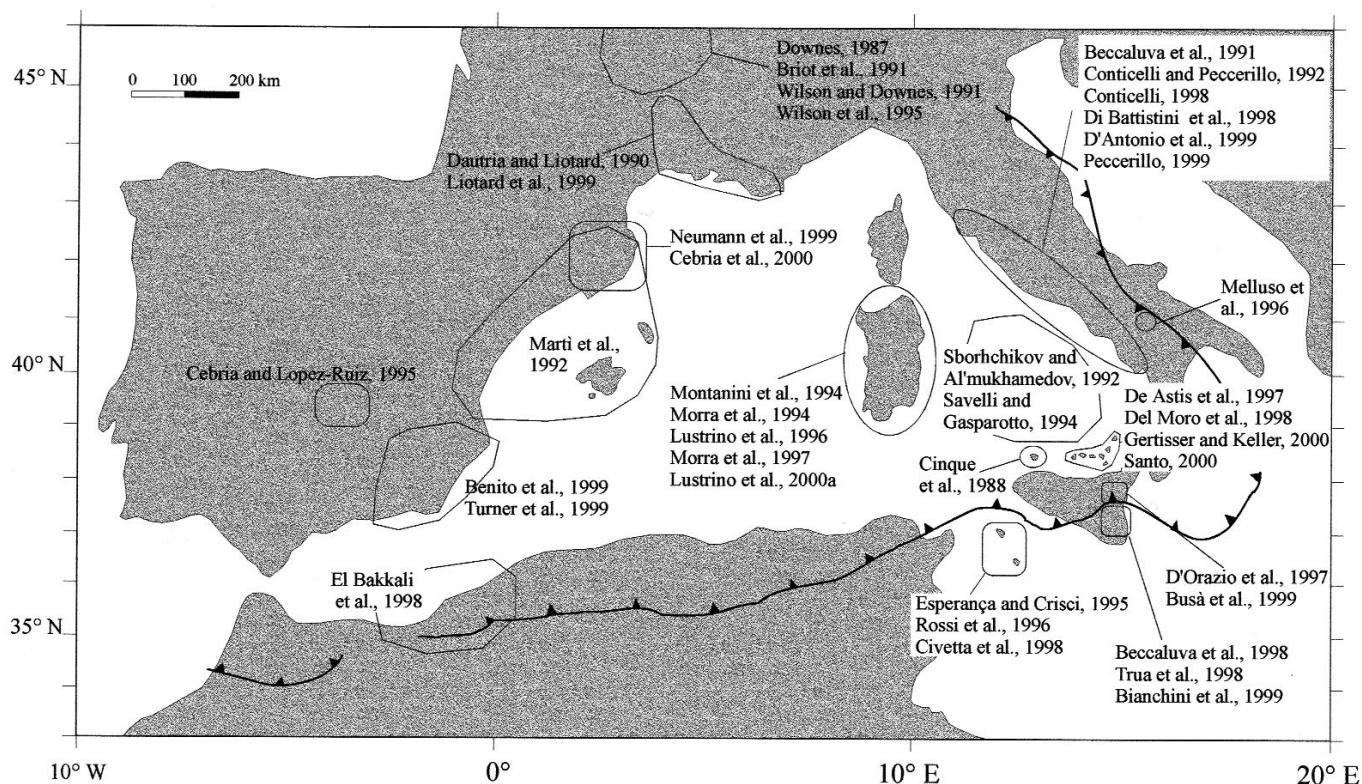 45° N
0 100 200 km
Downes, 1987
Briot et al., 1991
Wilson and Downes, 1991
Wilson et al., 1995
Beccaluva et al., 1991
Conticelli and Peccerillo, 1992
Conticelli, 1998
Di Battistini et al., 1998
D'Antonio et al., 1999
Peccerillo, 1999
Dautria and Liotard, 1990
Liotard et al., 1999
Neumann et al., 1999
Cebria et al., 2000
Melluso et
al., 1996
40° N
Martì et al.,
1992
Cebria and Lopez-Ruiz, 1995
Sborhchikov and
Al'mukhamedov, 1992
Savelli and
Gasparotto, 1994
Montanini et al., 1994
Morra et al., 1994
Lustrino et al., 1996
Morra et al., 1997
Lustrino et al., 2000a
De Astis et al., 1997
Del Moro et al., 1998
Gertisser and Keller, 2000
Santo, 2000
Cinque
et al., 1988
Benito et al., 1999
Turner et al., 1999
El Bakkali
et al., 1998
D'Orazio et al., 1997
Busà et al., 1999
35° N
Esperança and Crisci, 1995
Rossi et al., 1996
Civetta et al., 1998
Beccaluva et al., 1998
Trua et al., 1998
Bianchini et al., 1999
10° W
0°
10° E
20° E